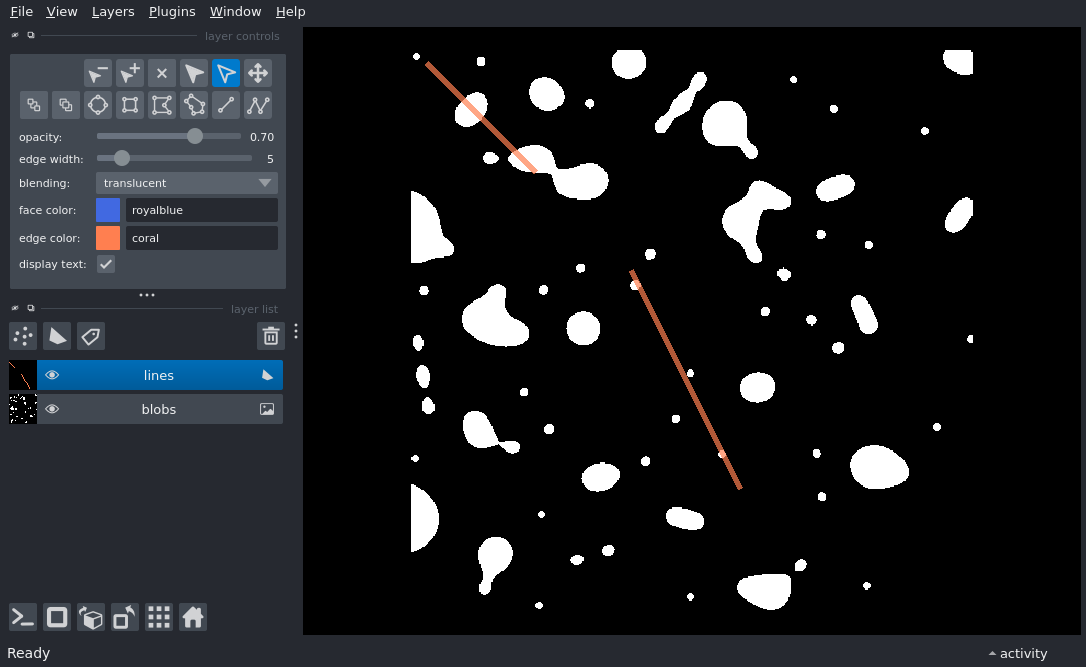 File View Layers Plugins Window Help
layer controls
opacity: 0.70
edge width: 5
blending: translucent
face color: royalblue
edge color: coral
display text:
layer list
lines
blobs
Ready
activity